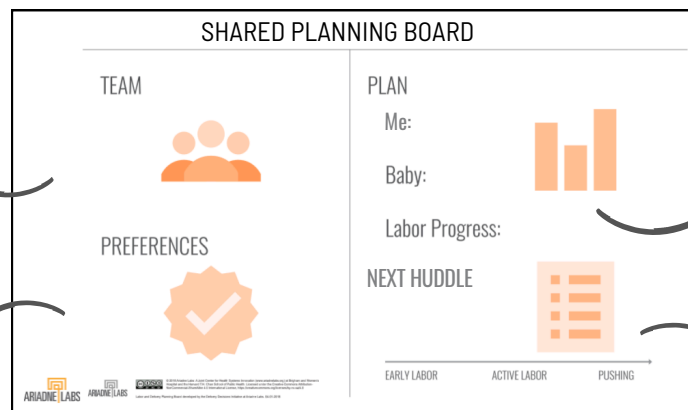 SHARED PLANNING BOARD
TEAM
PREFERENCES
PLAN
Me:
Baby:
Labor Progress:
NEXT HUDDLE
EARLY LABOR
ACTIVE LABOR
PUSHING
ARIADNE LABS
ARIADNE LABS